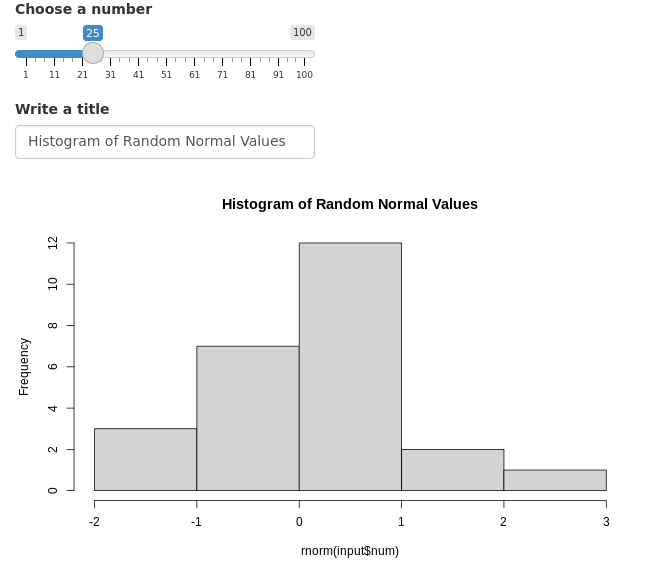 Choose a number
1 25 100
1 11 21 31 41 51 61 71 81 91 100
Write a title
Histogram of Random Normal Values
Histogram of Random Normal Values
Frequency
12
10
8
6
4
2
0
-2 -1 0 1 2 3
rnorm(input$num)